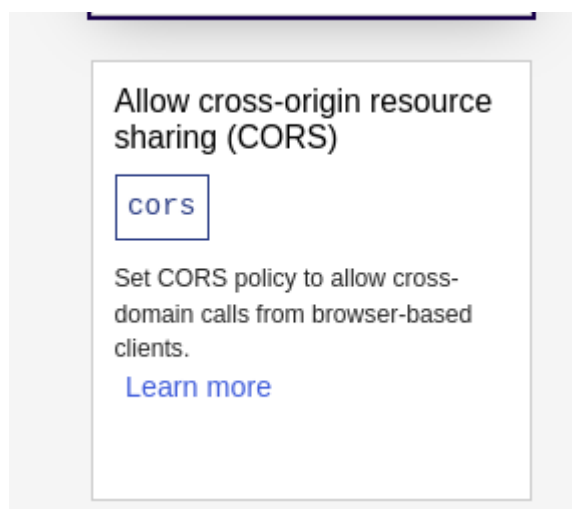 Allow cross-origin resource
sharing (CORS)
cors
Set CORS policy to allow cross-
domain calls from browser-based
clients.
Learn more